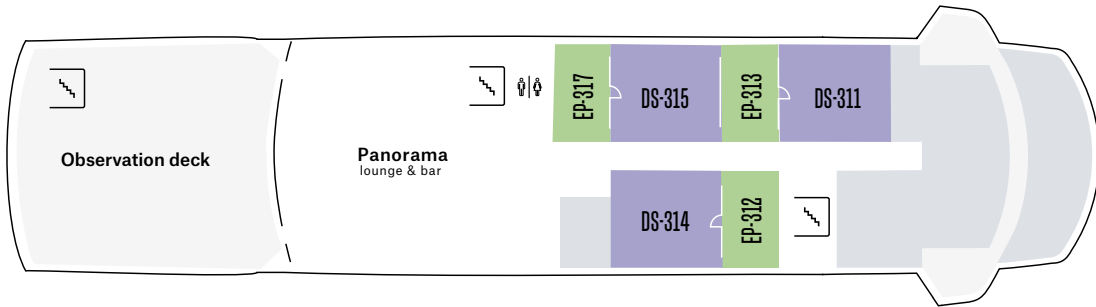 Observation deck
Panorama
lounge & bar
EP-317
DS-315
EP-313
DS-311
DS-314
EP-312